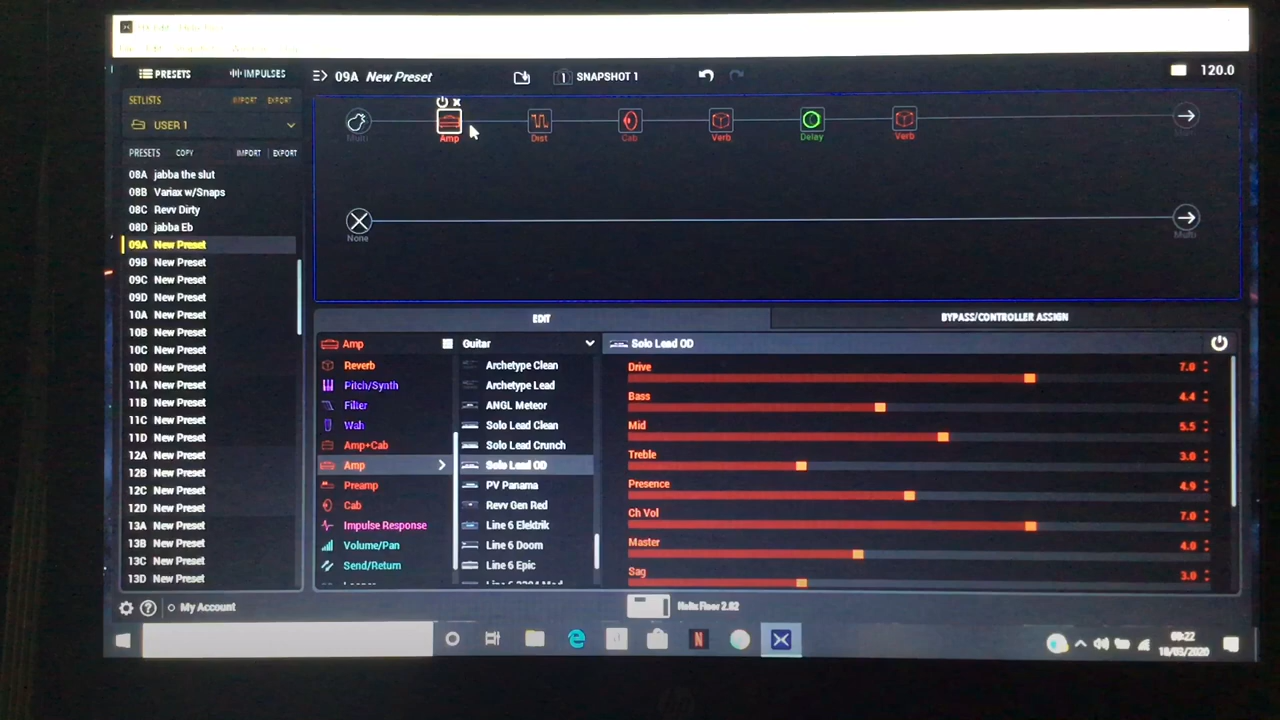 PRESETS IMPULSES
09A New Preset
1 SNAPSHOT 1
120.0
SETLISTS IMPORT EXPORT
USER 1
PRESETS COPY IMPORT EXPORT
08A jabba the slut
08B Variax w/Snaps
08C Revv Dirty
08D jabba Eb
09A New Preset
09B New Preset
09C New Preset
09D New Preset
10A New Preset
10B New Preset
10C New Preset
10D New Preset
11A New Preset
11B New Preset
11C New Preset
11D New Preset
12A New Preset
12B New Preset
12C New Preset
12D New Preset
13A New Preset
13B New Preset
13C New Preset
13D New Preset
Multi Amp Dist Cab Verb Delay Verb
None Multi
EDIT
BYPASS/CONTROLLER ASSIGN
Amp
Reverb
Pitch/Synth
Filter
Wah
Amp+Cab
Amp
Preamp
Cab
Impulse Response
Volume/Pan
Send/Return
Guitar
Archetype Clean
Archetype Lead
ANGL Meteor
Solo Lead Clean
Solo Lead Crunch
Solo Lead OD
PV Panama
Revv Gen Red
Line 6 Elektrik
Line 6 Doom
Line 6 Epic
Solo Lead OD
Drive 7.0
Bass 4.4
Mid 5.5
Treble 3.0
Presence 4.9
Ch Vol 7.0
Master 4.0
Sag 3.0
My Account
Helix Floor 2.82
N
18/03/2020
hp